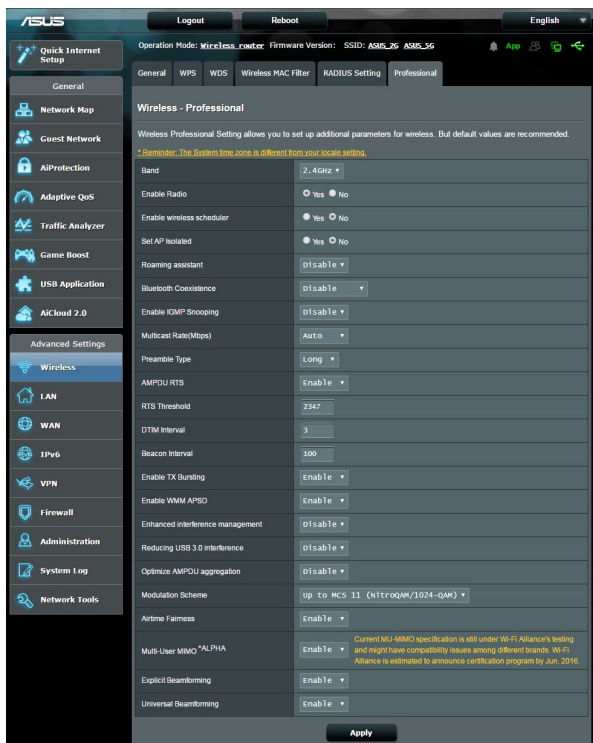 ASUS
Logout
Reboot
English
Quick Internet
Setup
General
Network Map
Guest Network
AiProtection
Adaptive QoS
Traffic Analyzer
Game Boost
USB Application
AiCloud 2.0
Advanced Settings
Wireless
LAN
WAN
IPv6
VPN
Firewall
Administration
System Log
Network Tools
Operation Mode: Wireless router Firmware Version: SSID: ASUS_2G ASUS_5G
App
General WPS WDS Wireless MAC Filter RADIUS Setting Professional
Wireless - Professional
Wireless Professional Setting allows you to set up additional parameters for wireless. But default values are recommended.
* Reminder: The System time zone is different from your locale setting.
Band 2.4GHz
Enable Radio Yes No
Enable wireless scheduler Yes No
Set AP Isolated Yes No
Roaming assistant Disable
Bluetooth Coexistence Disable
Enable IGMP Snooping Disable
Multicast Rate(Mbps) Auto
Preamble Type Long
AMPDU RTS Enable
RTS Threshold 2347
DTIM Interval 3
Beacon Interval 100
Enable TX Bursting Enable
Enable WMM APSD Enable
Enhanced interference management Disable
Reducing USB 3.0 interference Disable
Optimize AMPDU aggregation Disable
Modulation Scheme Up to MCS 11 (NitroQAM/1024-QAM)
Airtime Fairness Enable
Multi-User MIMO *ALPHA Enable
Current MU-MIMO specification is still under Wi-Fi Alliance's testing
and might have compatibility issues among different brands. Wi-Fi
Alliance is estimated to announce certification program by Jun. 2016.
Explicit Beamforming Enable
Universal Beamforming Enable
Apply